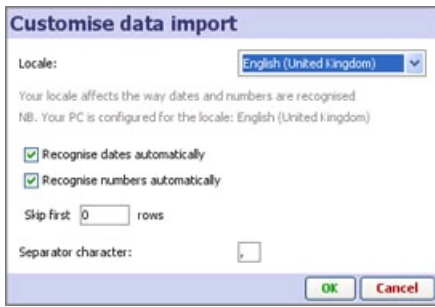 Customise data import
Locale: English (United Kingdom)
Your locale affects the way dates and numbers are recognised
NB. Your PC is configured for the locale: English (United Kingdom)
Recognise dates automatically
Recognise numbers automatically
Skip first 0 rows
Separator character: ,
OK Cancel